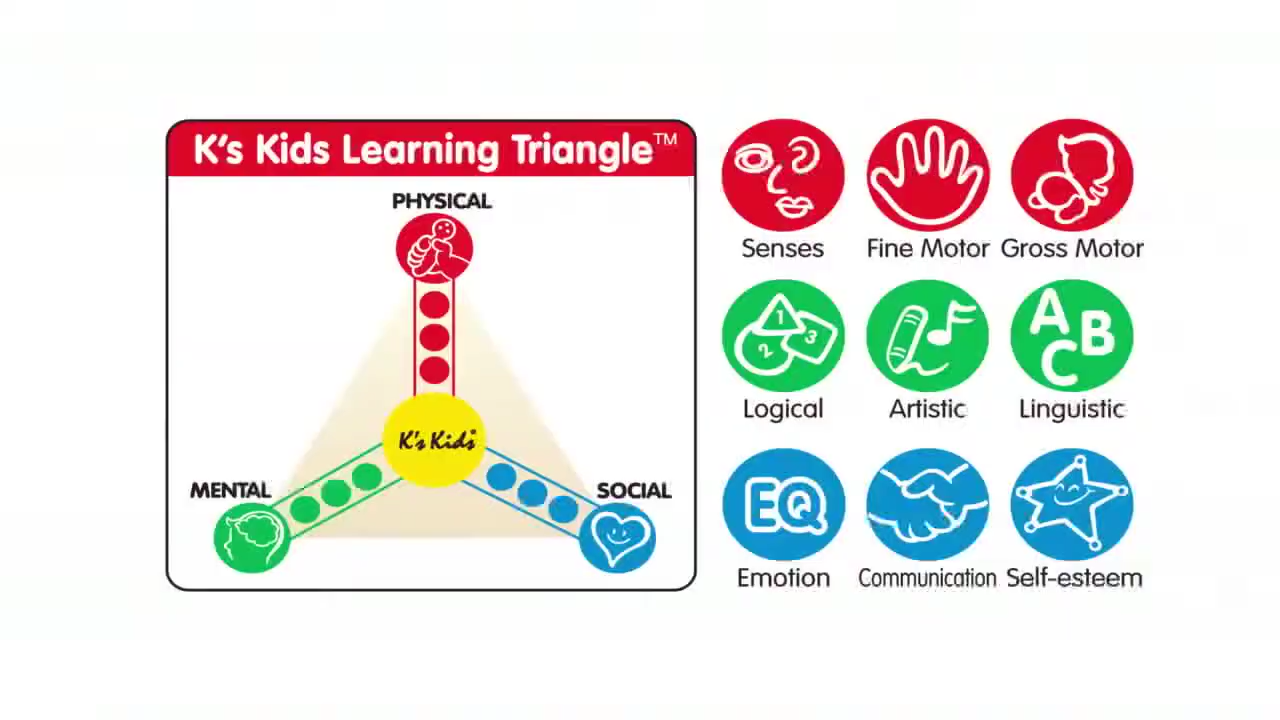 K's Kids Learning Triangle™
PHYSICAL
K's Kids®
MENTAL
SOCIAL
Senses
Fine Motor
Gross Motor
1
2
3
Logical
Artistic
A
B
C
Linguistic
EQ
Emotion
Communication
Self-esteem